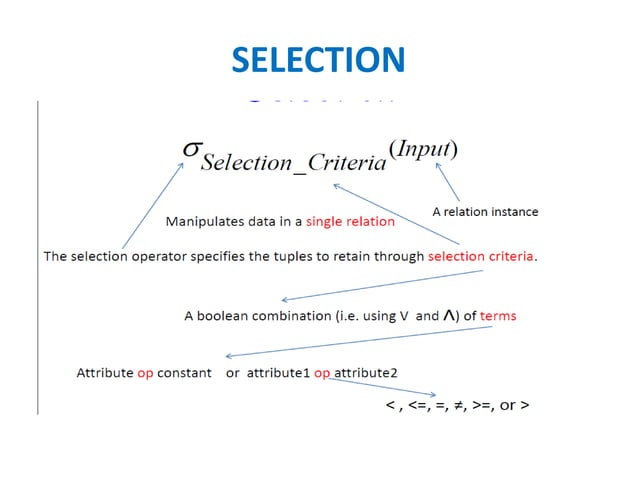 SELECTION
σ Selection_Criteria (Input)
A relation instance
Manipulates data in a single relation
The selection operator specifies the tuples to retain through selection criteria.
A boolean combination (i.e. using V and Λ) of terms
Attribute op constant or attribute1 op attribute2
< , <=, =, ≠, >=, or >